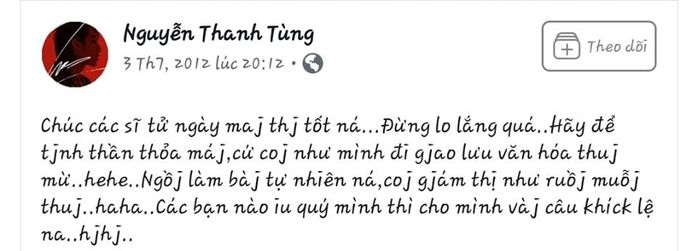 Nguyễn Thanh Tùng
3 Th7, 2012 lúc 20:12 •
Theo dõi
Chúc các sĩ tử ngày maj thj tốt ná...Đừng lo lắng quá..Hãy để
tjnh thần thỏa máj,cứ coj như mình đi gjao lưu văn hóa thuj
mừ..hehe..Ngồj làm bàj tự nhiên ná,coj gjám thị như ruồj muỗj
thuj..haha..Các bạn nào iu quý mình thì cho mình vàj câu khíck lệ
na..hjhj..